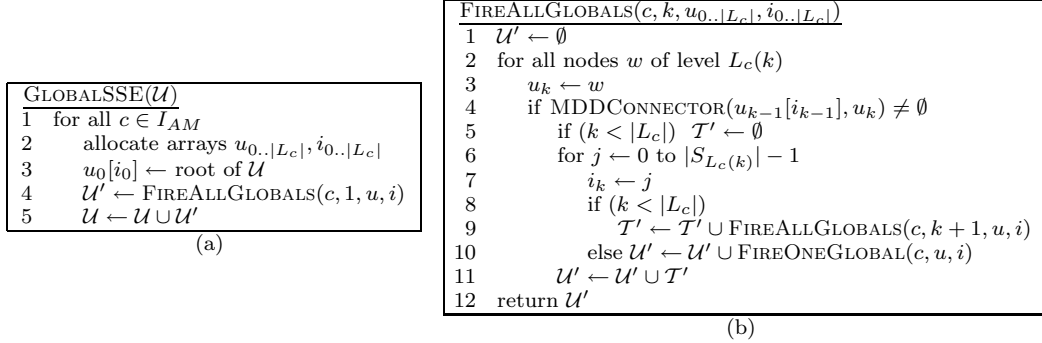 GLOBALSSE(𝒰)
1 for all c ∈ I_{AM}
2 allocate arrays u_{0..|L_c|}, i_{0..|L_c|}
3 u_0[i_0] ← root of 𝒰
4 𝒰′ ← FIREALLGLOBALS(c, 1, u, i)
5 𝒰 ← 𝒰 ∪ 𝒰′
(a)
FIREALLGLOBALS(c, k, u_{0..|L_c|}, i_{0..|L_c|})
1 𝒰′ ← ∅
2 for all nodes w of level L_c(k)
3 u_k ← w
4 if MDDCONNECTOR(u_{k−1}[i_{k−1}], u_k) ≠ ∅
5 if (k < |L_c|) 𝒯′ ← ∅
6 for j ← 0 to |S_{L_c(k)}| − 1
7 i_k ← j
8 if (k < |L_c|)
9 𝒯′ ← 𝒯′ ∪ FIREALLGLOBALS(c, k + 1, u, i)
10 else 𝒰′ ← 𝒰′ ∪ FIREONEGLOBAL(c, u, i)
11 𝒰′ ← 𝒰′ ∪ 𝒯′
12 return 𝒰′
(b)